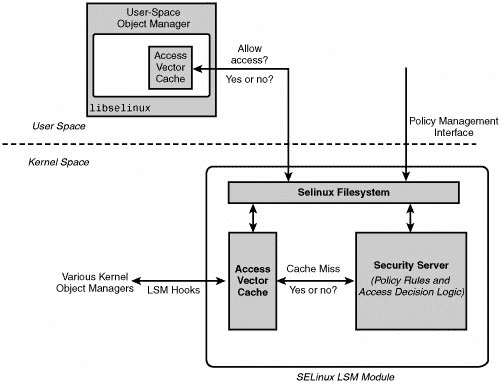 User-Space
Object Manager
Access
Vector
Cache
libselinux
Allow
access?
Yes or no?
User Space
Policy Management
Interface
Kernel Space
Selinux Filesystem
Various Kernel
Object Managers
LSM Hooks
Access
Vector
Cache
Cache Miss
Yes or no?
Security Server
(Policy Rules and
Access Decision Logic)
SELinux LSM Module